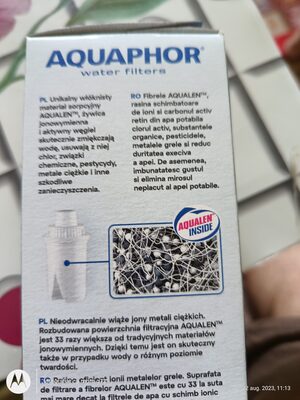 AQUAPHOR®
water filters
PL Unikalny włóknisty
materiał sorpcyjny
AQUALEN™, żywica
jonowymienna
i aktywny węgiel
skutecznie zmiękczają
wodę, usuwają z niej
chlor, związki
chemiczne, pestycydy,
metale ciężkie i inne
szkodliwe
zanieczyszczenia.
RO Fibrele AQUALEN™,
rasina schimbatoare
de ioni si carbonul activ
retin din apa potabila
clorul activ, substantele
organice, pesticidele,
metalele grele si reduc
duritatea execiva
a apei. De asemenea,
imbunatatesc gustul
si elimina mirosul
neplacut al apei potabile.
AQUALEN™
INSIDE
PL Nieodwracalnie wiąże jony metali ciężkich.
Rozbudowana powierzchnia filtracyjna AQUALEN™
jest 33 razy większa od tradycyjnych materiałów
jonowymiennych. Dzięki temu jest on skuteczny
także w przypadku wody o różnym poziomie
twardości.
RO Retine eficient ionii metalelor grele. Suprafata
de filtrare a fibrelor AQUALEN™ este cu 33 la suta
mai mare decat la filtrele de apa cu schimb ionic
aug. 2023, 11:13